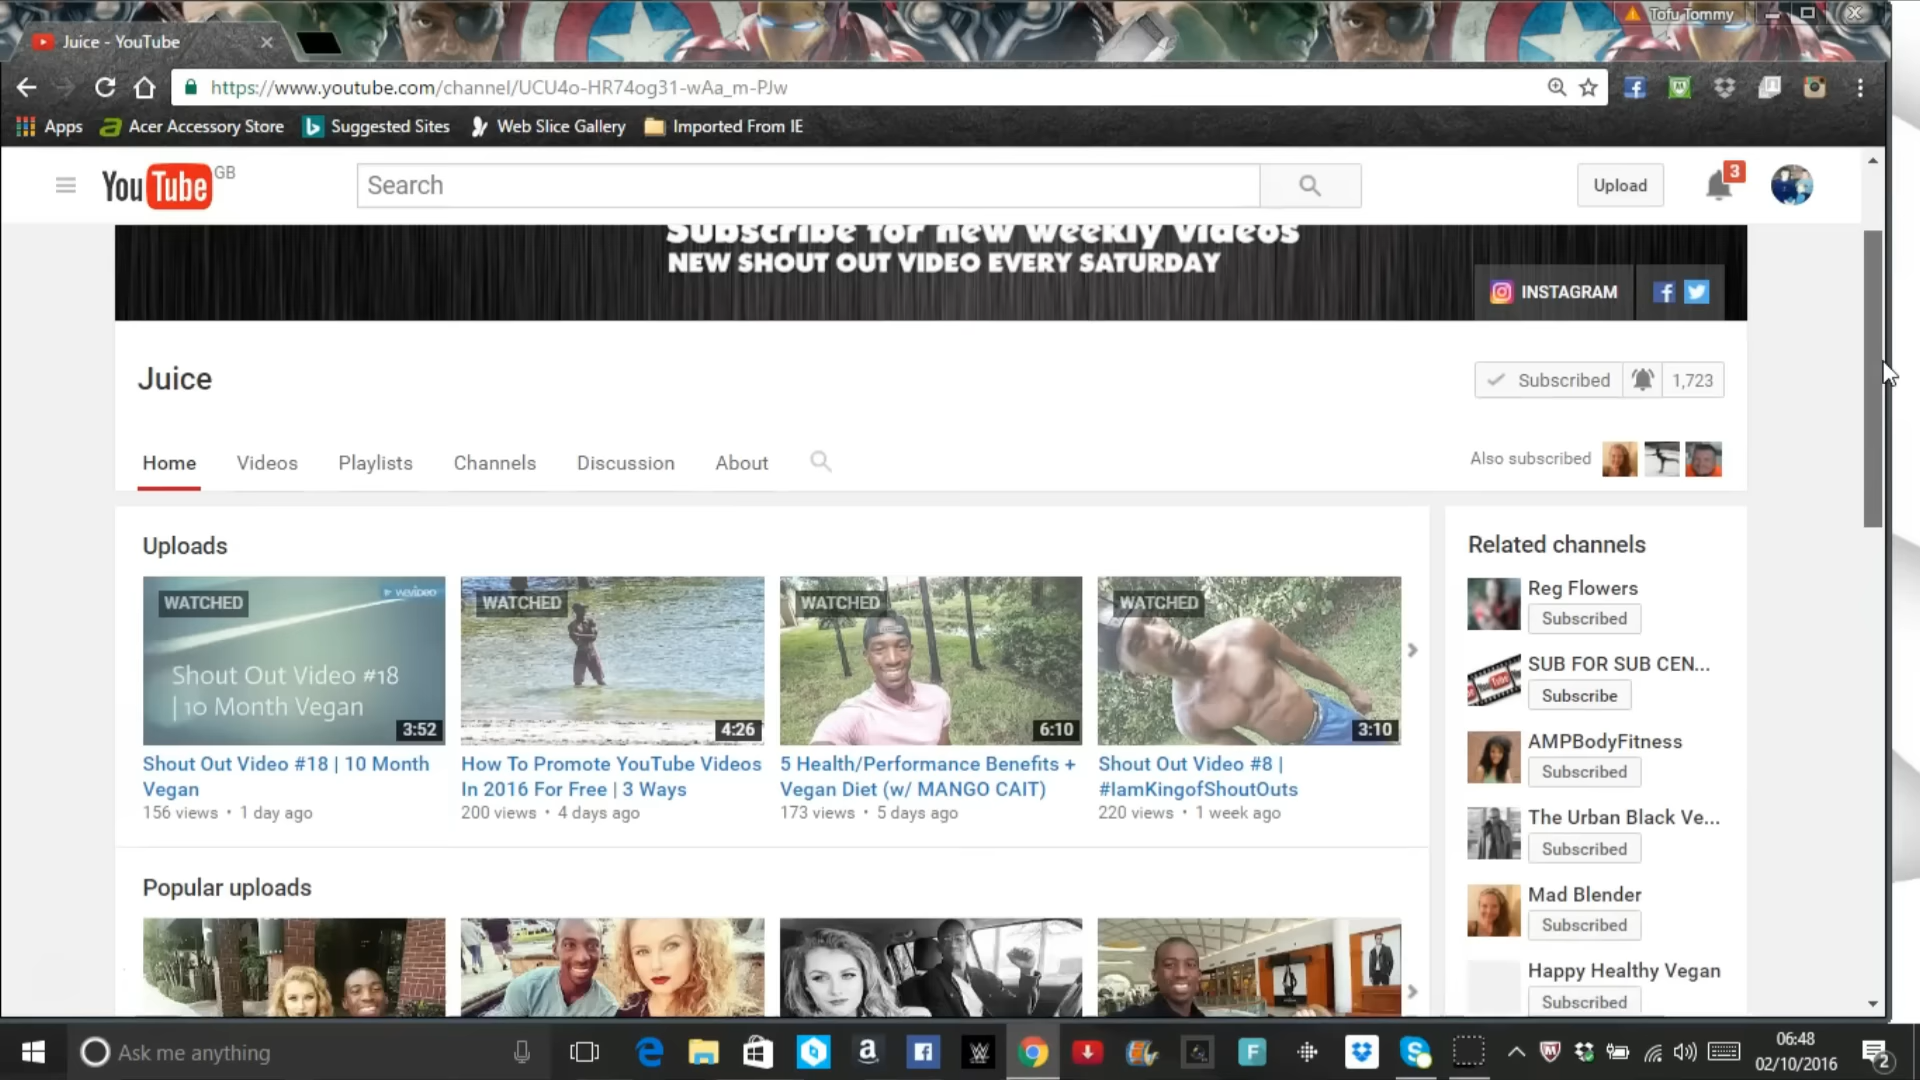 Tofu Tommy
Juice - YouTube
https://www.youtube.com/channel/UCU4o-HR74og31-wAa_m-PJw
Apps
Acer Accessory Store
Suggested Sites
Web Slice Gallery
Imported From IE
YouTube GB
Search
Upload
3
Subscribe for new weekly videos
NEW SHOUT OUT VIDEO EVERY SATURDAY
INSTAGRAM
Juice
Subscribed
1,723
Home
Videos
Playlists
Channels
Discussion
About
Also subscribed
Uploads
WATCHED
Shout Out Video #18
| 10 Month Vegan
3:52
Shout Out Video #18 | 10 Month
Vegan
156 views • 1 day ago
WATCHED
4:26
How To Promote YouTube Videos
In 2016 For Free | 3 Ways
200 views • 4 days ago
WATCHED
6:10
5 Health/Performance Benefits +
Vegan Diet (w/ MANGO CAIT)
173 views • 5 days ago
WATCHED
3:10
Shout Out Video #8 |
#IamKingofShoutOuts
220 views • 1 week ago
Popular uploads
Related channels
Reg Flowers
Subscribed
SUB FOR SUB CEN...
Subscribe
AMPBodyFitness
Subscribed
The Urban Black Ve...
Subscribed
Mad Blender
Subscribed
Happy Healthy Vegan
Subscribed
Ask me anything
06:48
02/10/2016
2